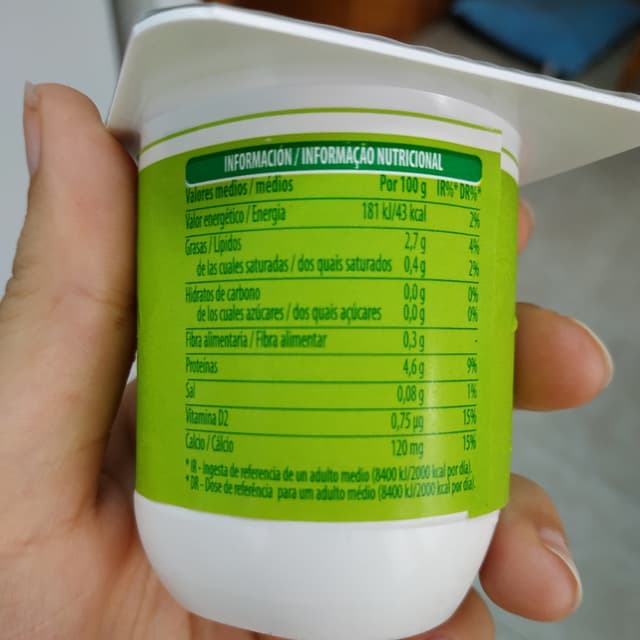 INFORMACIÓN / INFORMAÇÃO NUTRICIONAL
Valores medios / médios Por 100 g IR%* DR%*
Valor energético / Energia 181 kJ/43 kcal 2%
Grasas / Lípidos 2,7 g 4%
de las cuales saturadas / dos quais saturados 0,4 g 2%
Hidratos de carbono 0,0 g 0%
de los cuales azúcares / dos quais açúcares 0,0 g 0%
Fibra alimentaria / Fibra alimentar 0,3 g -
Proteínas 4,6 g 9%
Sal 0,08 g 1%
Vitamina D2 0,75 µg 15%
Calcio / Cálcio 120 mg 15%
* IR - Ingesta de referencia de un adulto medio (8400 kJ/2000 kcal por día).
* DR - Dose de referência para um adulto médio (8400 kJ/2000 kcal por dia).